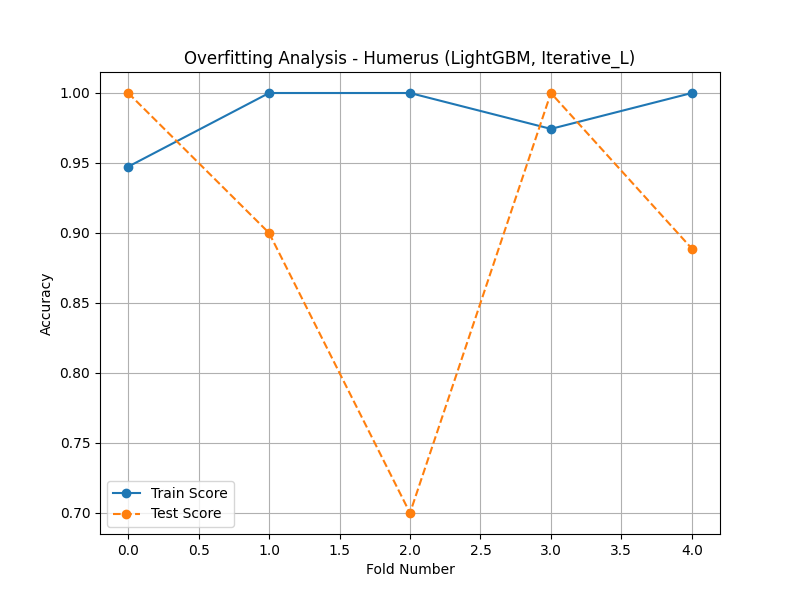 Overfitting Analysis - Humerus (LightGBM, Iterative_L)
1.00
0.95
0.90
0.85
0.80
0.75
0.70
Accuracy
Train Score
Test Score
0.0 0.5 1.0 1.5 2.0 2.5 3.0 3.5 4.0
Fold Number